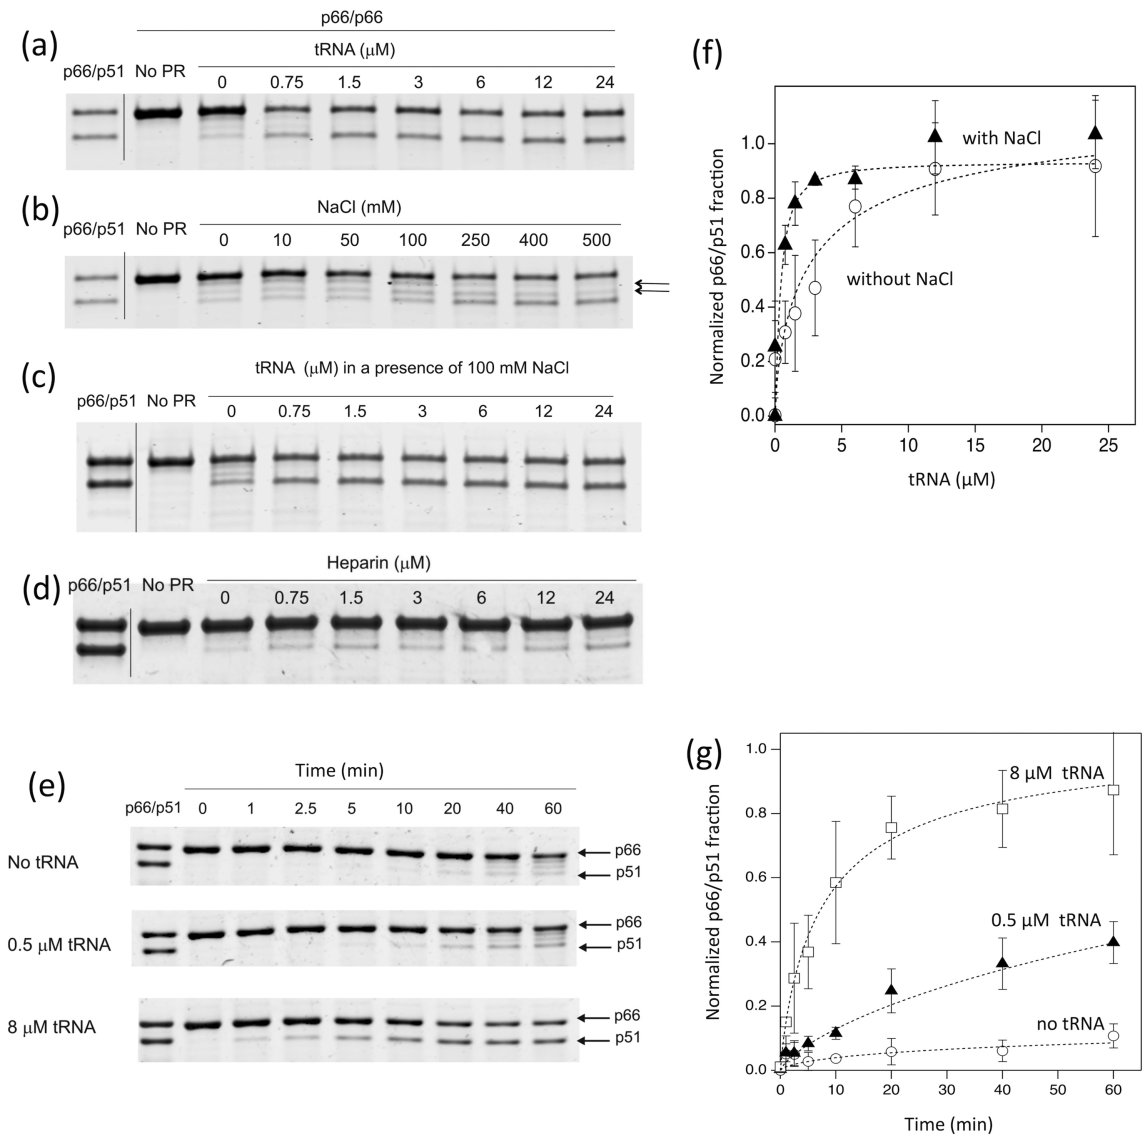 (a)
p66/p66
tRNA (μM)
p66/p51 No PR 0 0.75 1.5 3 6 12 24
(b)
NaCl (mM)
p66/p51 No PR 0 10 50 100 250 400 500
(c)
tRNA (μM) in a presence of 100 mM NaCl
p66/p51 No PR 0 0.75 1.5 3 6 12 24
(d)
Heparin (μM)
p66/p51 No PR 0 0.75 1.5 3 6 12 24
(e)
Time (min)
p66/p51 0 1 2.5 5 10 20 40 60
No tRNA
p66
p51
0.5 μM tRNA
p66
p51
8 μM tRNA
p66
p51
(f)
Normalized p66/p51 fraction
1.0
0.8
0.6
0.4
0.2
0.0
with NaCl
without NaCl
0 5 10 15 20 25
tRNA (μM)
(g)
Normalized p66/p51 fraction
1.0
0.8
0.6
0.4
0.2
0.0
8 μM tRNA
0.5 μM tRNA
no tRNA
0 10 20 30 40 50 60
Time (min)